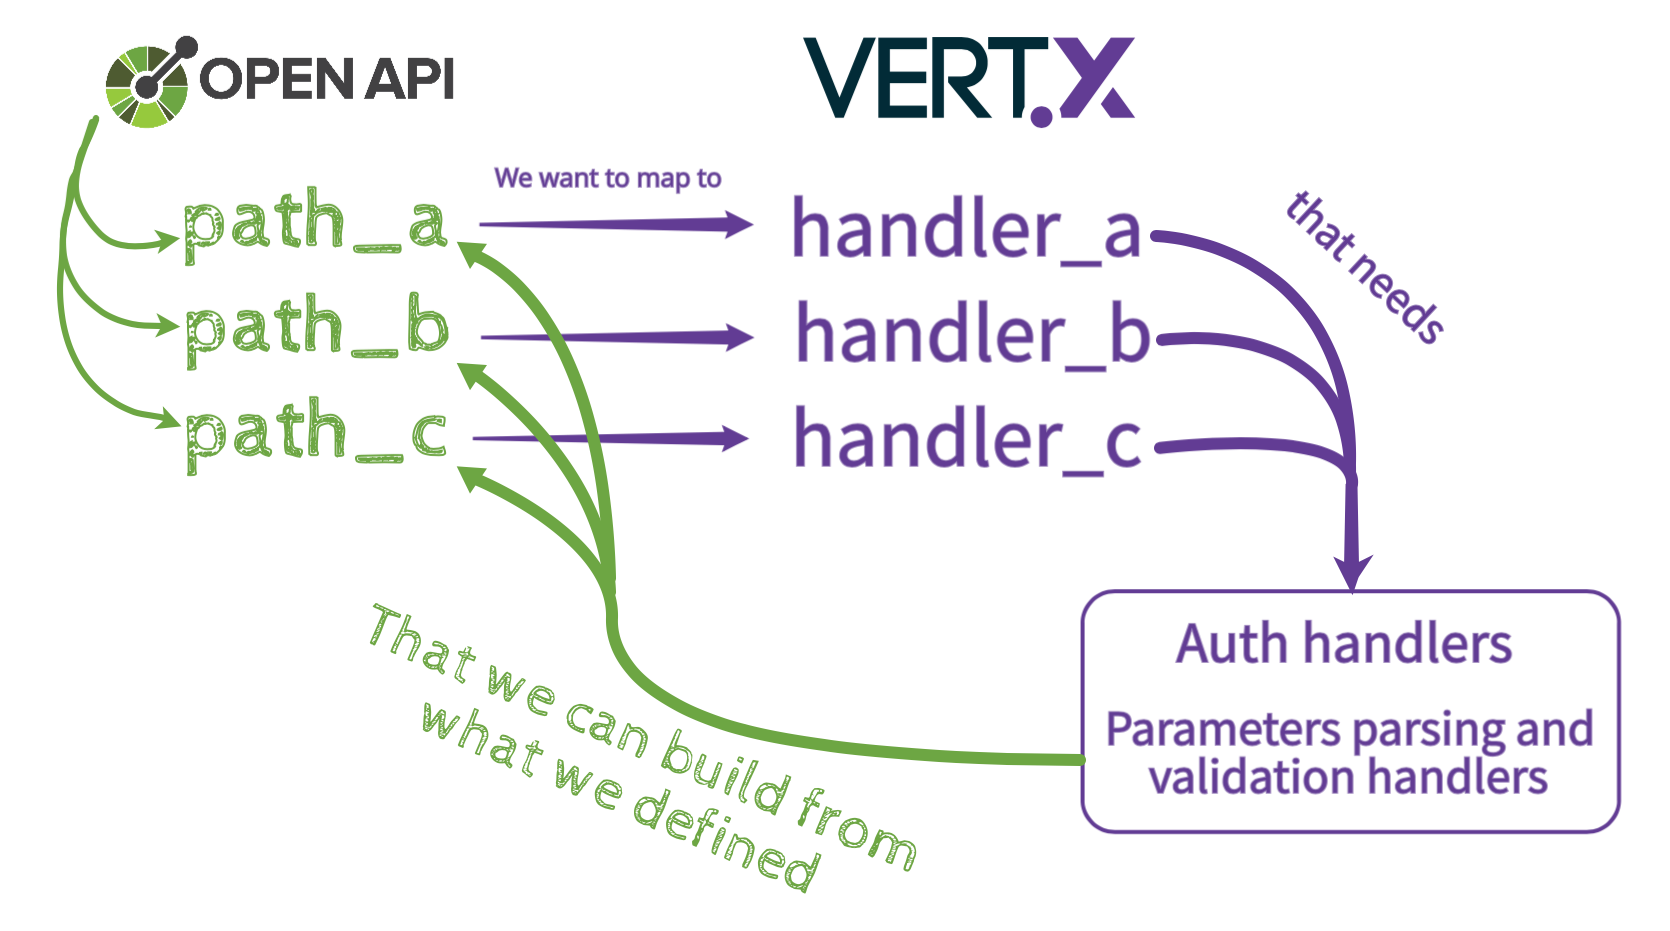 OPEN API
VERT.X
We want to map to
path_a
handler_a
that needs
path_b
handler_b
path_c
handler_c
Auth handlers
Parameters parsing and
validation handlers
That we can build from
what we defined